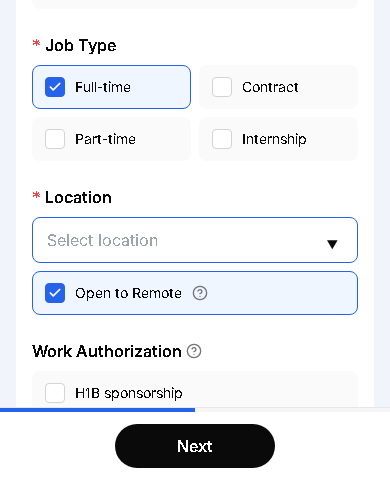 * Job Type
Full-time
Contract
Part-time
Internship
* Location
Select location
Open to Remote ?
Work Authorization ?
H1B sponsorship
Next